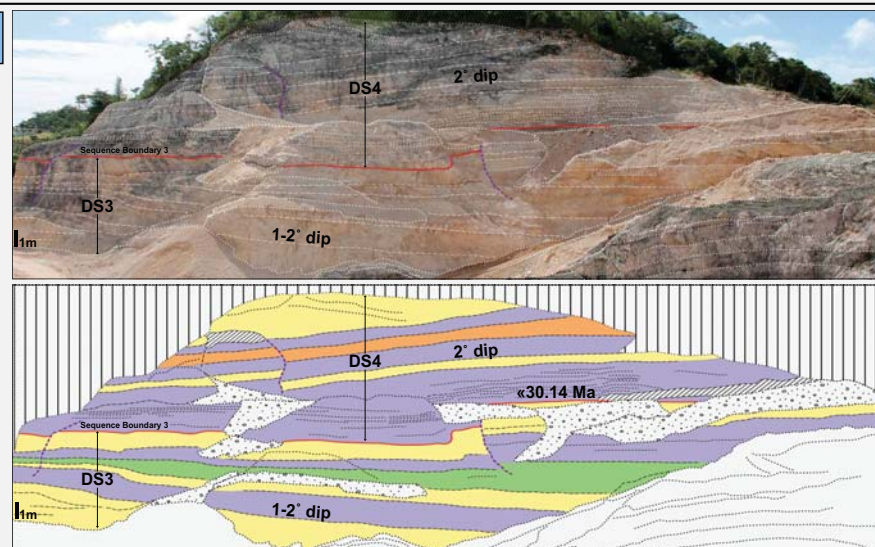 DS4
2° dip
Sequence Boundary 3
DS3
1-2° dip
1m
DS4
2° dip
«30.14 Ma
Sequence Boundary 3
DS3
1-2° dip
1m